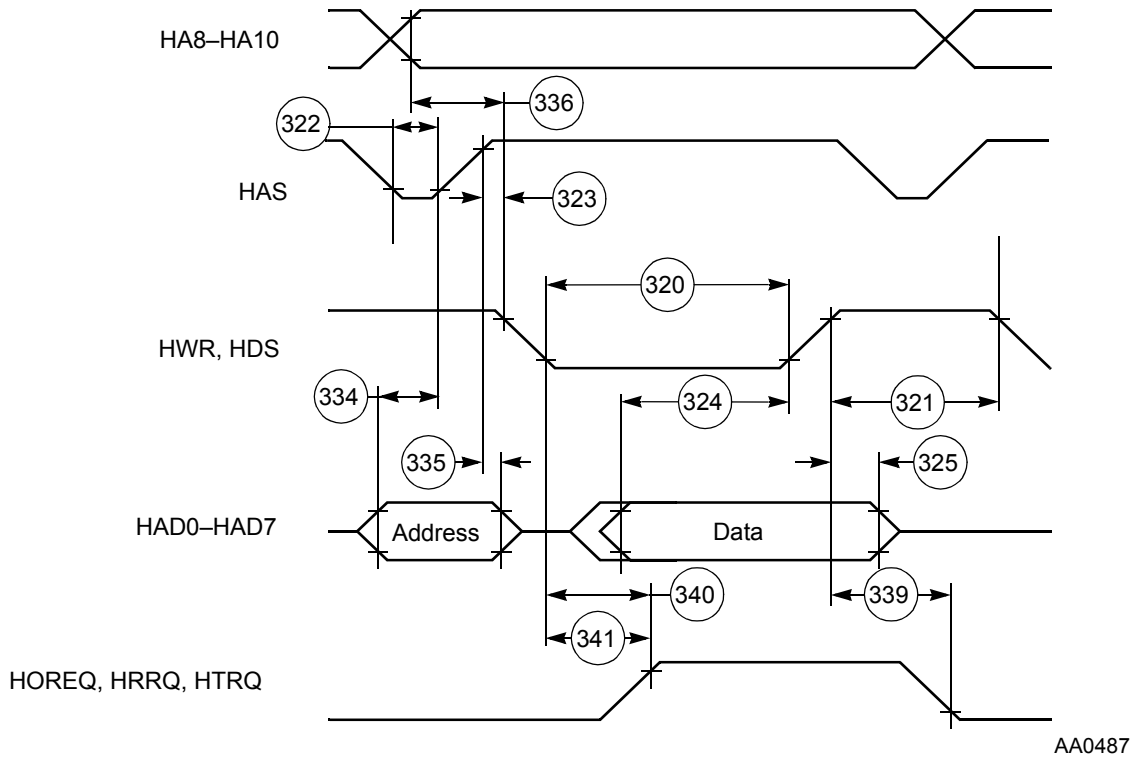 HA8–HA10
336
322
HAS
323
320
HWR, HDS
334
324
321
335
325
HAD0–HAD7
Address
Data
340
339
341
HOREQ, HRRQ, HTRQ
AA0487